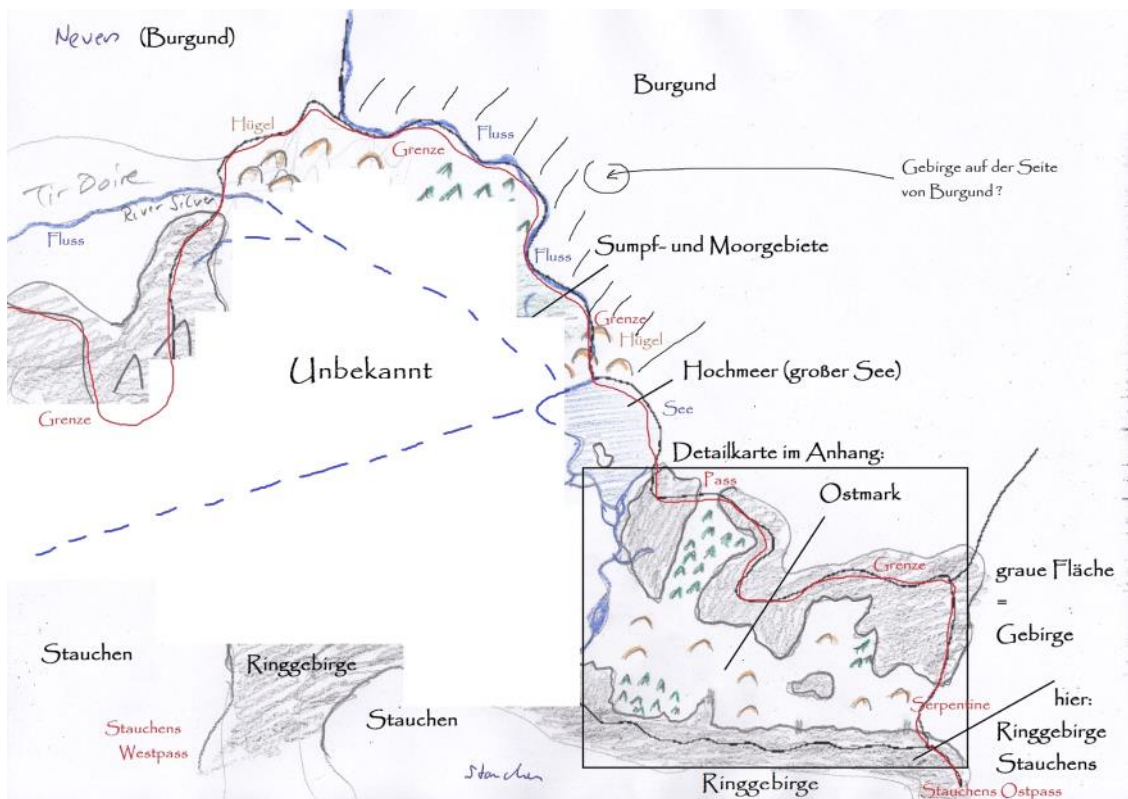 Neven (Burgund)
Burgund
Hügel
Fluss
Grenze
Gebirge auf der Seite
von Burgund?
Tir Doire
River Silver
Fluss
Sumpf- und Moorgebiete
Fluss
Grenze
Hügel
Unbekannt
Hochmeer (großer See)
See
Grenze
Detailkarte im Anhang:
Pass
Ostmark
Grenze
graue Fläche
=
Gebirge
Stauchen
Ringgebirge
Stauchen
Stauchens
Westpass
Stauchen
Serpentine
hier:
Ringgebirge
Stauchens
Ringgebirge
Stauchens Ostpass